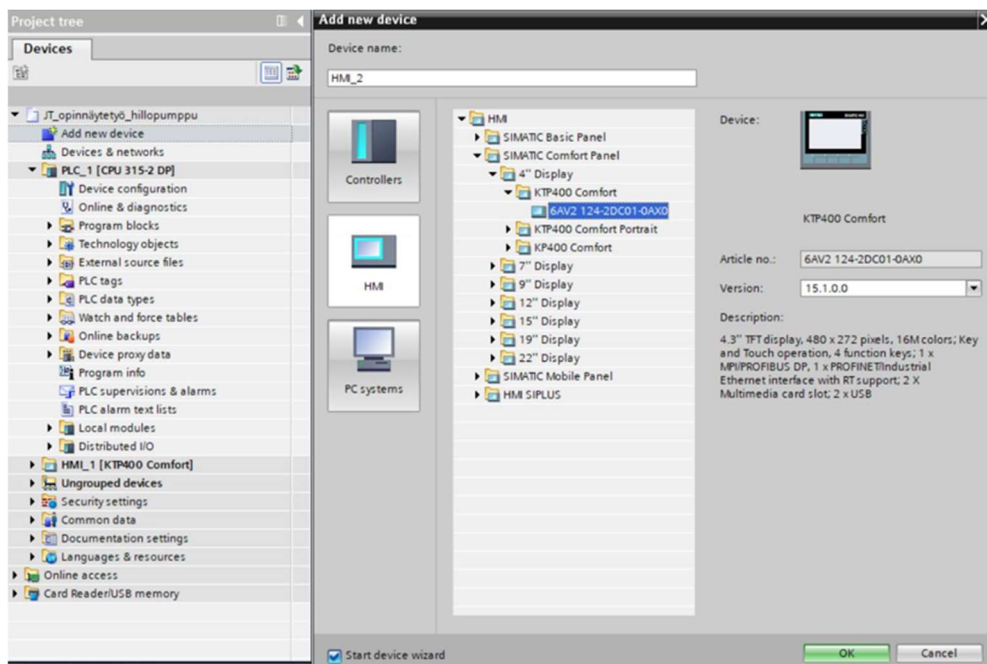 Project tree
Devices
JT_opinnäytetyö_hillopumppu
Add new device
Devices & networks
PLC_1 [CPU 315-2 DP]
Device configuration
Online & diagnostics
Program blocks
Technology objects
External source files
PLC tags
PLC data types
Watch and force tables
Online backups
Device proxy data
Program info
PLC supervisions & alarms
PLC alarm text lists
Local modules
Distributed I/O
HMI_1 [KTP400 Comfort]
Ungrouped devices
Security settings
Common data
Documentation settings
Languages & resources
Online access
Card Reader/USB memory
Add new device
Device name:
HMI_2
Controllers
HMI
PC systems
HMI
SIMATIC Basic Panel
SIMATIC Comfort Panel
4" Display
KTP400 Comfort
6AV2 124-2DC01-0AX0
KTP400 Comfort Portrait
KP400 Comfort
7" Display
9" Display
12" Display
15" Display
19" Display
22" Display
SIMATIC Mobile Panel
HMI SIPLUS
Device:
KTP400 Comfort
Article no.:
6AV2 124-2DC01-0AX0
Version:
15.1.0.0
Description:
4.3" TFT display, 480 x 272 pixels, 16M colors; Key
and Touch operation, 4 function keys; 1 x
MPI/PROFIBUS DP, 1 x PROFINET/Industrial
Ethernet interface with RT support; 2 X
Multimedia card slot; 2 x USB
Start device wizard
OK
Cancel